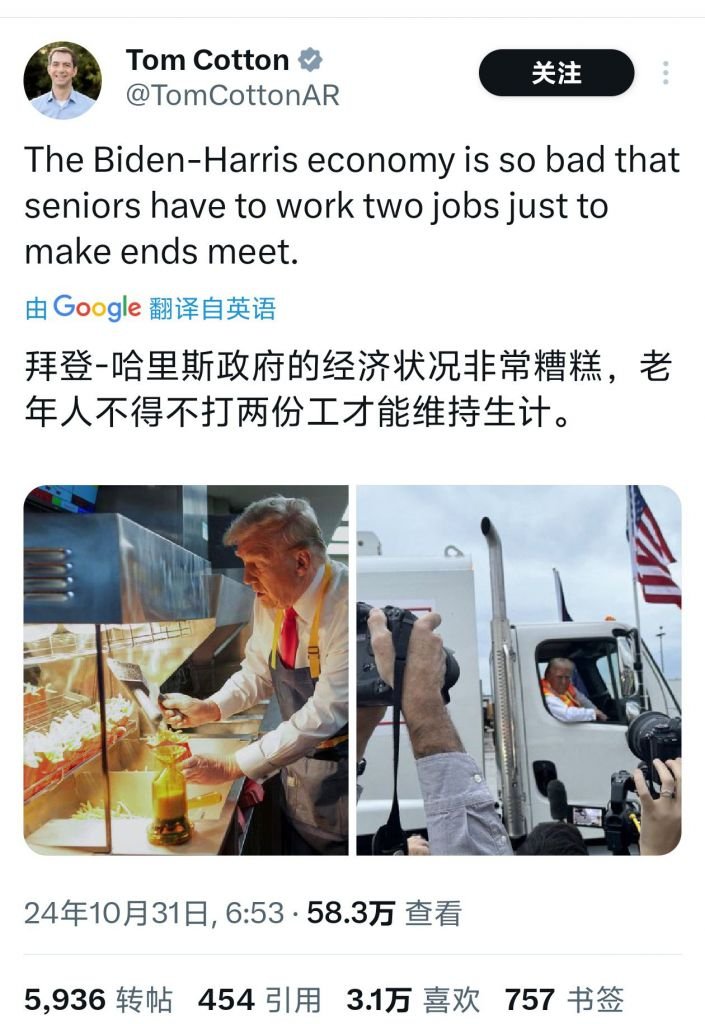 Tom Cotton
@TomCottonAR
关注
The Biden-Harris economy is so bad that
seniors have to work two jobs just to
make ends meet.
由 Google 翻译自英语
拜登-哈里斯政府的经济状况非常糟糕，老
年人不得不打两份工才能维持生计。
24年10月31日, 6:53 · 58.3万 查看
5,936 转帖 454 引用 3.1万 喜欢 757 书签